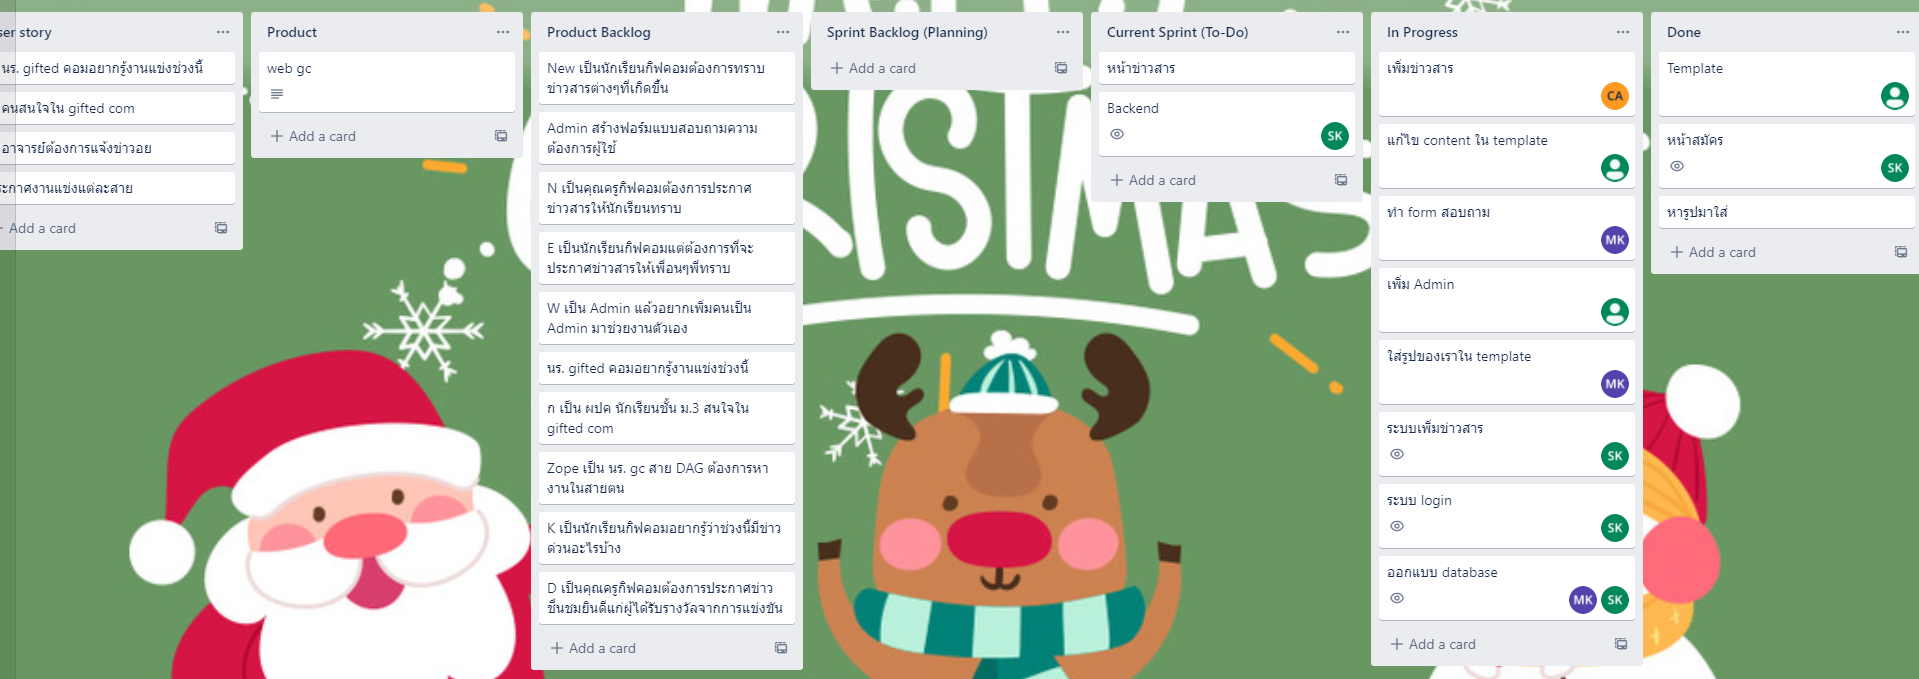 ser story
นร. gifted คอมอยากรู้งานแข่งช่วงนี้
คนสนใจใน gifted com
อาจารย์ต้องการแจ้งข่าวอย
ะกาศงานแข่งแต่ละสาย
Add a card
Product
web gc
Add a card
Product Backlog
New เป็นนักเรียนกิฟคอมต้องการทราบ
ข่าวสารต่างๆที่เกิดขึ้น
Admin สร้างฟอร์มแบบสอบถามความ
ต้องการผู้ใช้
N เป็นคุณครูกิฟคอมต้องการประกาศ
ข่าวสารให้นักเรียนทราบ
E เป็นนักเรียนกิฟคอมแต่ต้องการที่จะ
ประกาศข่าวสารให้เพื่อนๆพี่ทราบ
W เป็น Admin แล้วอยากเพิ่มคนเป็น
Admin มาช่วยงานตัวเอง
นร. gifted คอมอยากรู้งานแข่งช่วงนี้
ก เป็น ผปค นักเรียนชั้น ม.3 สนใจใน
gifted com
Zope เป็น นร. gc สาย DAG ต้องการหา
งานในสายตน
K เป็นนักเรียนกิฟคอมอยากรู้ว่าช่วงนี้มีข่าว
ด่วนอะไรบ้าง
D เป็นคุณครูกิฟคอมต้องการประกาศข่าว
ชื่นชมยินดีแก่ผู้ได้รับรางวัลจากการแข่งขัน
Add a card
Sprint Backlog (Planning)
Add a card
Current Sprint (To-Do)
หน้าข่าวสาร
Backend
SK
Add a card
In Progress
เพิ่มข่าวสาร
CA
แก้ไข content ใน template
ทำ form สอบถาม
MK
เพิ่ม Admin
ใส่รูปของเราใน template
MK
ระบบเพิ่มข่าวสาร
SK
ระบบ login
SK
ออกแบบ database
MK SK
Add a card
Done
Template
หน้าสมัคร
SK
หารูปมาใส่
Add a card